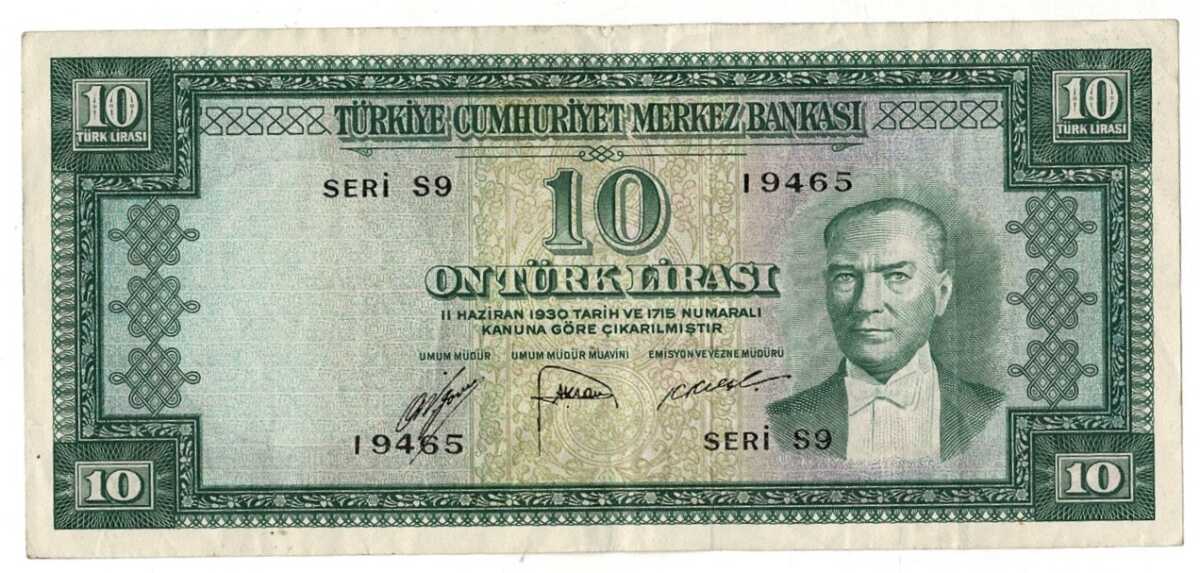 10
TÜRK LİRASI
10
TÜRK LİRASI
TÜRKİYE CUMHURİYET MERKEZ BANKASI
SERİ S9
10
19465
ON TÜRK LİRASI
11 HAZİRAN 1930 TARİH VE 1715 NUMARALI
KANUNA GÖRE ÇIKARILMIŞTIR
UMUM MÜDÜR
UMUM MÜDÜR MUAVİNİ
EMİSYON VE VEZNE MÜDÜRÜ
19465
SERİ S9
10
10